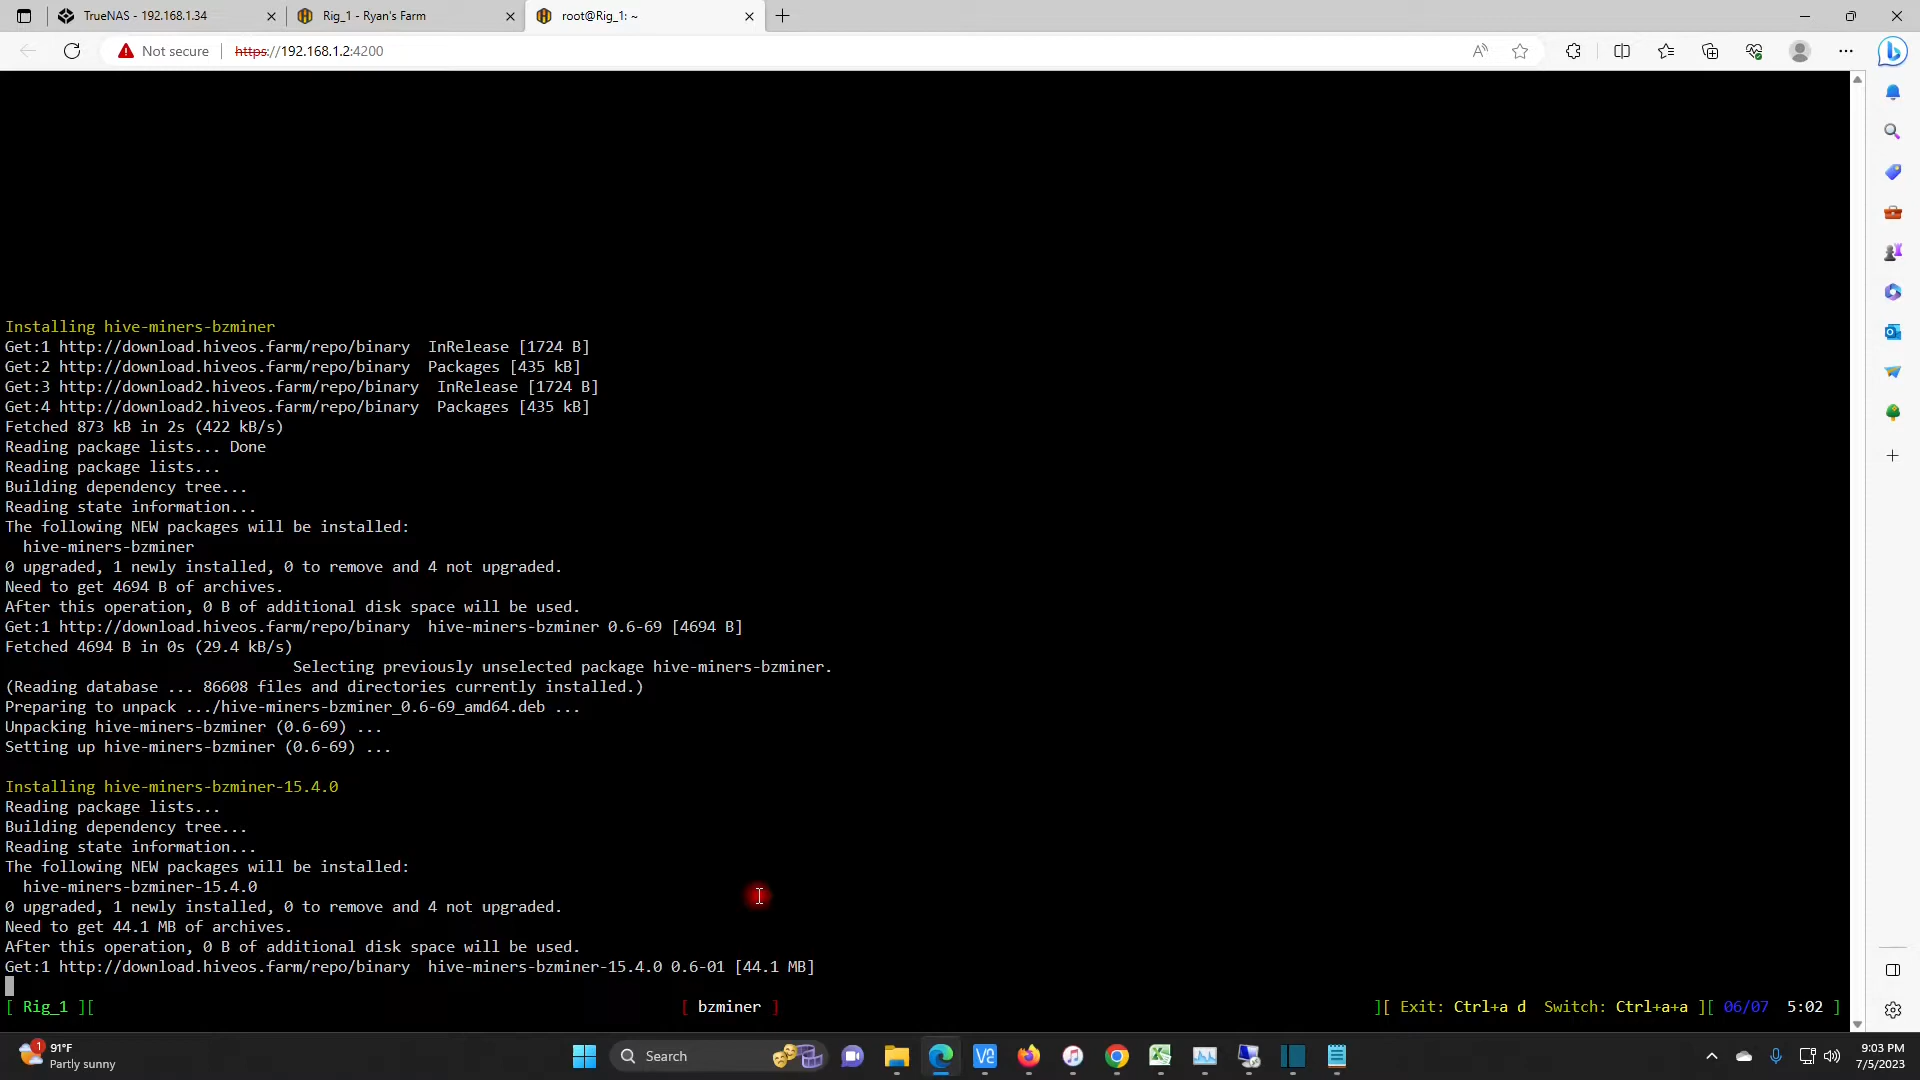 TrueNAS - 192.168.1.34
Rig_1 - Ryan's Farm
root@Rig_1: ~
Not secure
https://192.168.1.2:4200
Installing hive-miners-bzminer
Get:1 http://download.hiveos.farm/repo/binary  InRelease [1724 B]
Get:2 http://download.hiveos.farm/repo/binary  Packages [435 kB]
Get:3 http://download2.hiveos.farm/repo/binary  InRelease [1724 B]
Get:4 http://download2.hiveos.farm/repo/binary  Packages [435 kB]
Fetched 873 kB in 2s (422 kB/s)
Reading package lists... Done
Reading package lists...
Building dependency tree...
Reading state information...
The following NEW packages will be installed:
  hive-miners-bzminer
0 upgraded, 1 newly installed, 0 to remove and 4 not upgraded.
Need to get 4694 B of archives.
After this operation, 0 B of additional disk space will be used.
Get:1 http://download.hiveos.farm/repo/binary  hive-miners-bzminer 0.6-69 [4694 B]
Fetched 4694 B in 0s (29.4 kB/s)
Selecting previously unselected package hive-miners-bzminer.
(Reading database ... 86608 files and directories currently installed.)
Preparing to unpack .../hive-miners-bzminer_0.6-69_amd64.deb ...
Unpacking hive-miners-bzminer (0.6-69) ...
Setting up hive-miners-bzminer (0.6-69) ...
Installing hive-miners-bzminer-15.4.0
Reading package lists...
Building dependency tree...
Reading state information...
The following NEW packages will be installed:
  hive-miners-bzminer-15.4.0
0 upgraded, 1 newly installed, 0 to remove and 4 not upgraded.
Need to get 44.1 MB of archives.
After this operation, 0 B of additional disk space will be used.
Get:1 http://download.hiveos.farm/repo/binary  hive-miners-bzminer-15.4.0 0.6-01 [44.1 MB]
[ Rig_1 ][ [ bzminer ] ][ Exit: Ctrl+a d  Switch: Ctrl+a+a ][ 06/07  5:02 ]
1
91°F
Partly sunny
Search
9:03 PM
7/5/2023